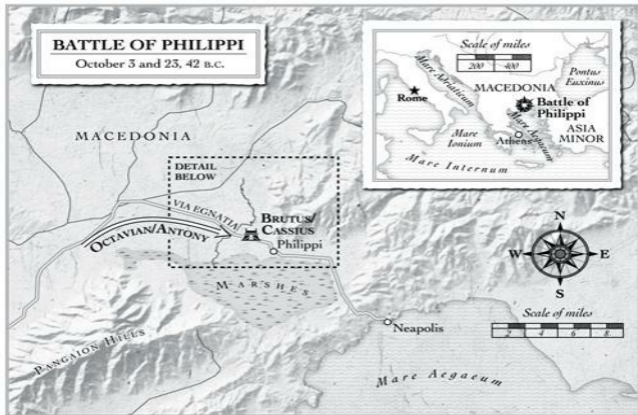 BATTLE OF PHILIPPI
October 3 and 23, 42 B.C.
MACEDONIA
DETAIL
BELOW
VIA EGNATIA
OCTAVIAN/ANTONY
BRUTUS/
CASSIUS
Philippi
MARSHES
PANGAION HILLS
Neapolis
Mare Aegaeum
Scale of miles
200 400
Mare Adriaticum
Pontus
Euxinus
MACEDONIA
Rome
Battle of
Philippi
Mare Aegaeum
ASIA
MINOR
Athens
Mare
Ionium
Mare Internum
N
W E
S
Scale of miles
2 4 6 8